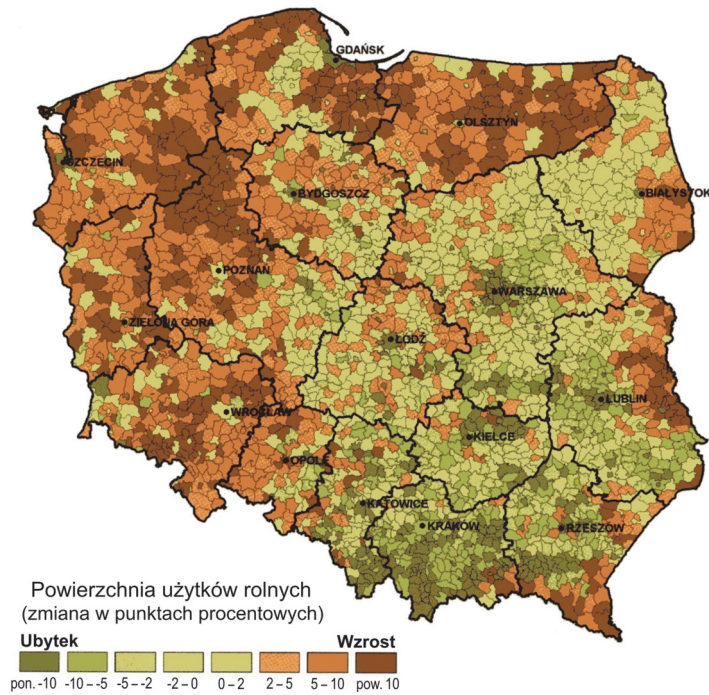 GDAŃSK
OLSZTYN
SZCZECIN
BYDGOSZCZ
BIAŁYSTOK
POZNAŃ
WARSZAWA
ZIELONA GÓRA
ŁÓDŹ
LUBLIN
WROCŁAW
KIELCE
OPOLE
KATOWICE
KRAKÓW
RZESZÓW
Powierzchnia użytków rolnych
(zmiana w punktach procentowych)
Ubytek Wzrost
pon. -10 -10 – -5 -5 – -2 -2 – 0 0 – 2 2 – 5 5 – 10 pow. 10